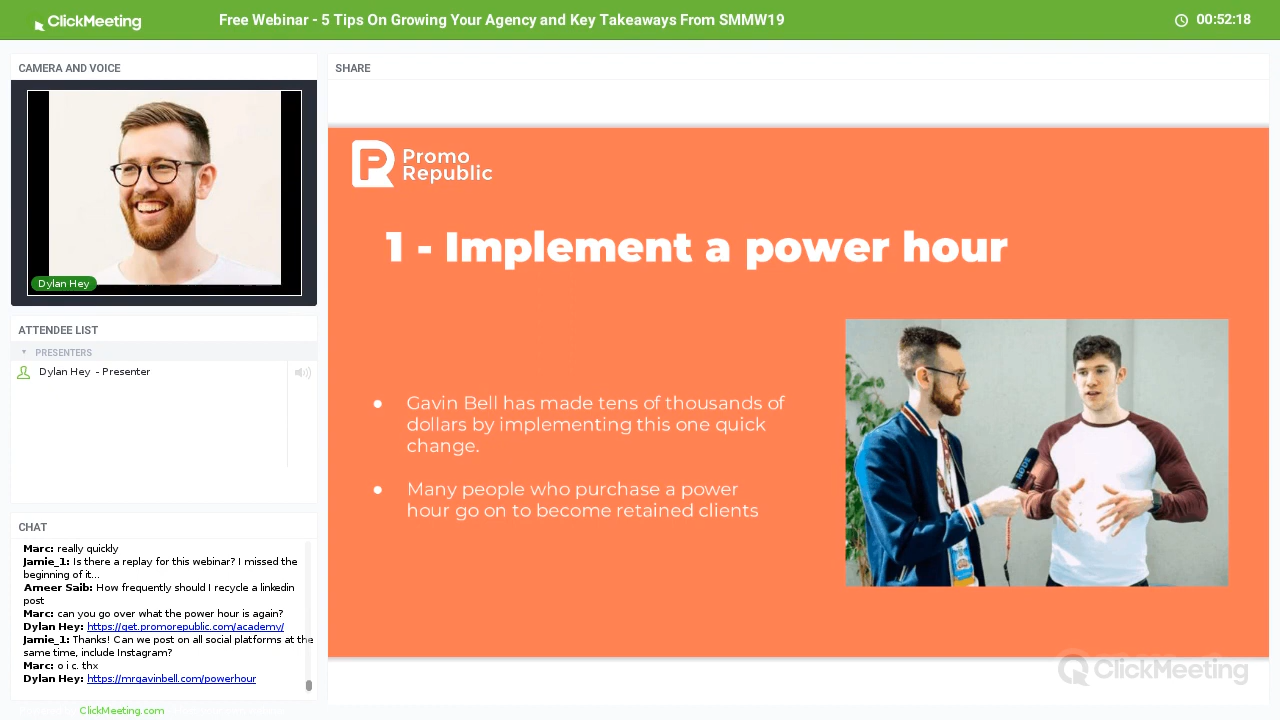 ClickMeeting
Free Webinar - 5 Tips On Growing Your Agency and Key Takeaways From SMMW19
00:52:18
CAMERA AND VOICE
Dylan Hey
ATTENDEE LIST
PRESENTERS
Dylan Hey - Presenter
CHAT
Marc: really quickly
Jamie_1: Is there a replay for this webinar? I missed the
beginning of it...
Ameer Saib: How frequently should I recycle a linkedin
post
Marc: can you go over what the power hour is again?
Dylan Hey: https://get.promorepublic.com/academy/
Jamie_1: Thanks! Can we post on all social platforms at the
same time, include Instagram?
Marc: o i c. thx
Dylan Hey: https://mrgavinbell.com/powerhour
ClickMeeting.com
SHARE
Promo
Republic
1 - Implement a power hour
● Gavin Bell has made tens of thousands of
dollars by implementing this one quick
change.
● Many people who purchase a power
hour go on to become retained clients
ClickMeeting